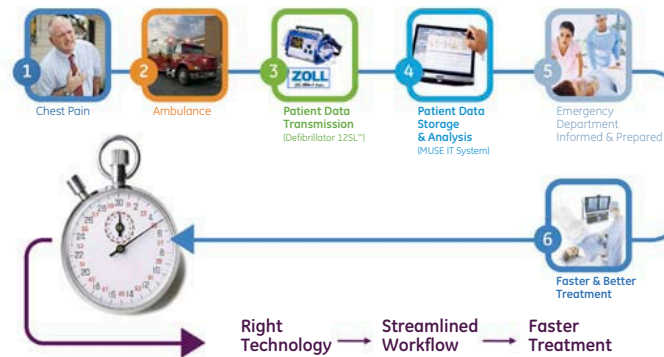 1
2
3
4
5
ZOLL
Chest Pain
Ambulance
Patient Data
Transmission
(Defibrillator 12SL™)
Patient Data
Storage
& Analysis
(MUSE IT System)
Emergency
Department
Informed & Prepared
6
Faster & Better
Treatment
Right
Technology
Streamlined
Workflow
Faster
Treatment